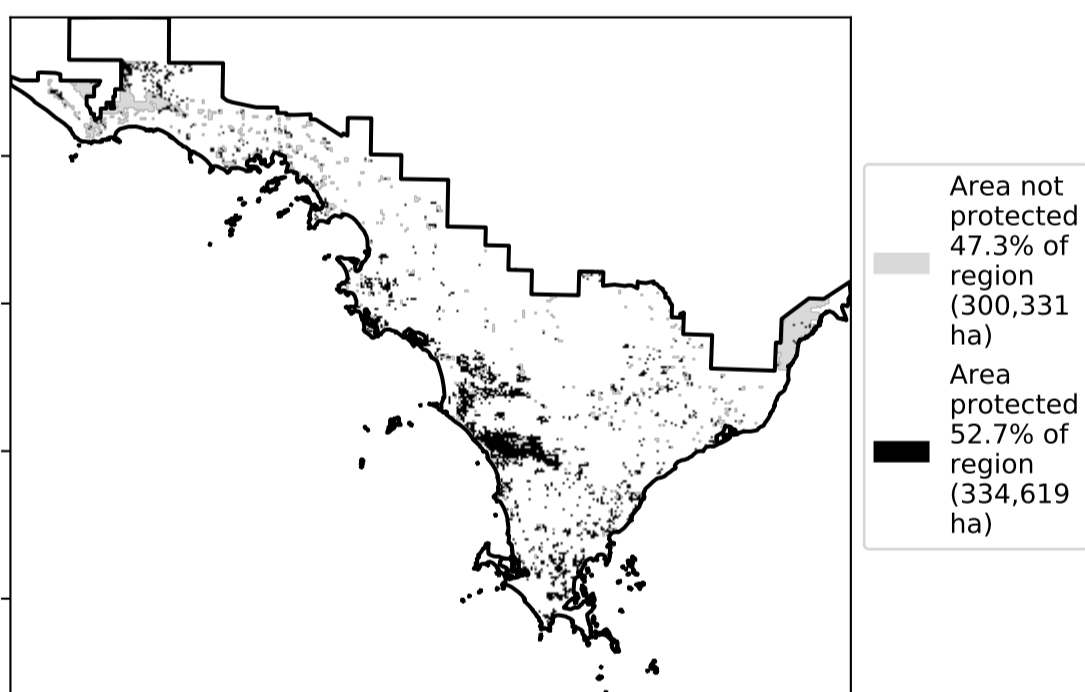 Area not
protected
47.3% of
region
(300,331
ha)
Area
protected
52.7% of
region
(334,619
ha)